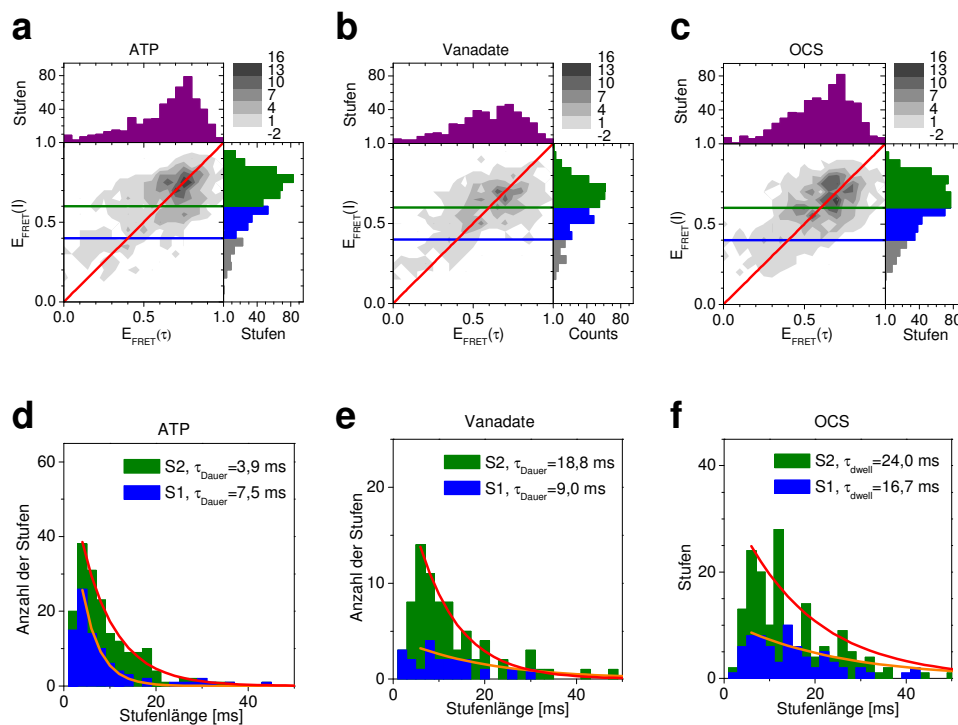 a
ATP
Stufen
80
40
1.0
16
13
10
7
4
1
-2
E_FRET(I)
1.0
0.5
0.0
0.0
0.5
1.0
0
40
80
E_FRET(τ)
Stufen
b
Vanadate
16
13
10
7
4
1
-2
0.0
0.5
1.0
0
40
80
E_FRET(τ)
Counts
c
OCS
Stufen
80
40
1.0
16
13
10
7
4
1
-2
E_FRET(I)
1.0
0.5
0.0
0.0
0.5
1.0
0
40
80
E_FRET(τ)
Stufen
d
ATP
S2, τ_Dauer=3,9 ms
S1, τ_Dauer=7,5 ms
Anzahl der Stufen
60
40
20
0
0
20
40
Stufenlänge [ms]
e
Vanadate
S2, τ_Dauer=18,8 ms
S1, τ_Dauer=9,0 ms
Anzahl der Stufen
20
10
0
0
20
40
Stufenlänge [ms]
f
OCS
S2, τ_dwell=24,0 ms
S1, τ_dwell=16,7 ms
Stufen
40
20
0
0
20
40
Stufenlänge [ms]